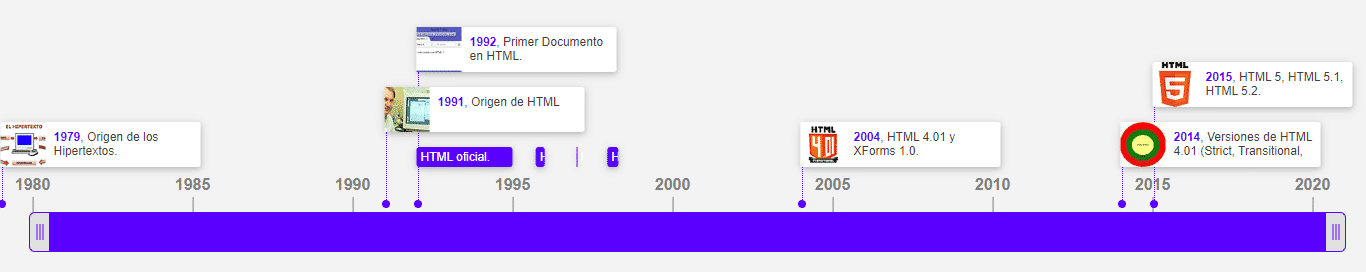 1992, Primer Documento
en HTML.
1991, Origen de HTML
HTML
5
2015, HTML 5, HTML 5.1,
HTML 5.2.
EL HIPERTEXTO
1979, Origen de los
Hipertextos.
HTML oficial.
H
H
HTML
4.01
2004, HTML 4.01 y
XForms 1.0.
2014, Versiones de HTML
4.01 (Strict, Transitional,
1980
1985
1990
1995
2000
2005
2010
2015
2020